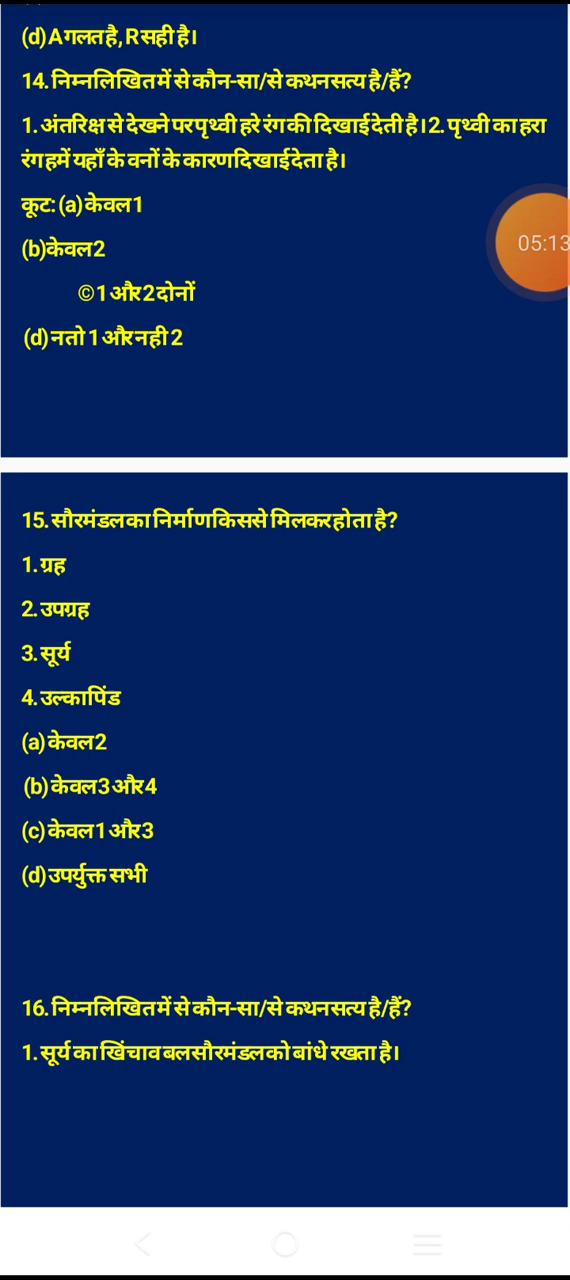 (d) A गलत है, R सही है।
14. निम्नलिखित में से कौन-सा/से कथन सत्य है/हैं?
1. अंतरिक्ष से देखने पर पृथ्वी हरे रंग की दिखाई देती है। 2. पृथ्वी का हरा
रंग हमें यहाँ के वनों के कारण दिखाई देता है।
कूट: (a) केवल 1
05:13
(b) केवल 2
© 1 और 2 दोनों
(d) न तो 1 और न ही 2
15. सौरमंडल का निर्माण किससे मिलकर होता है?
1. ग्रह
2. उपग्रह
3. सूर्य
4. उल्कापिंड
(a) केवल 2
(b) केवल 3 और 4
(c) केवल 1 और 3
(d) उपर्युक्त सभी
16. निम्नलिखित में से कौन-सा/से कथन सत्य है/हैं?
1. सूर्य का खिंचाव बल सौरमंडल को बांधे रखता है।